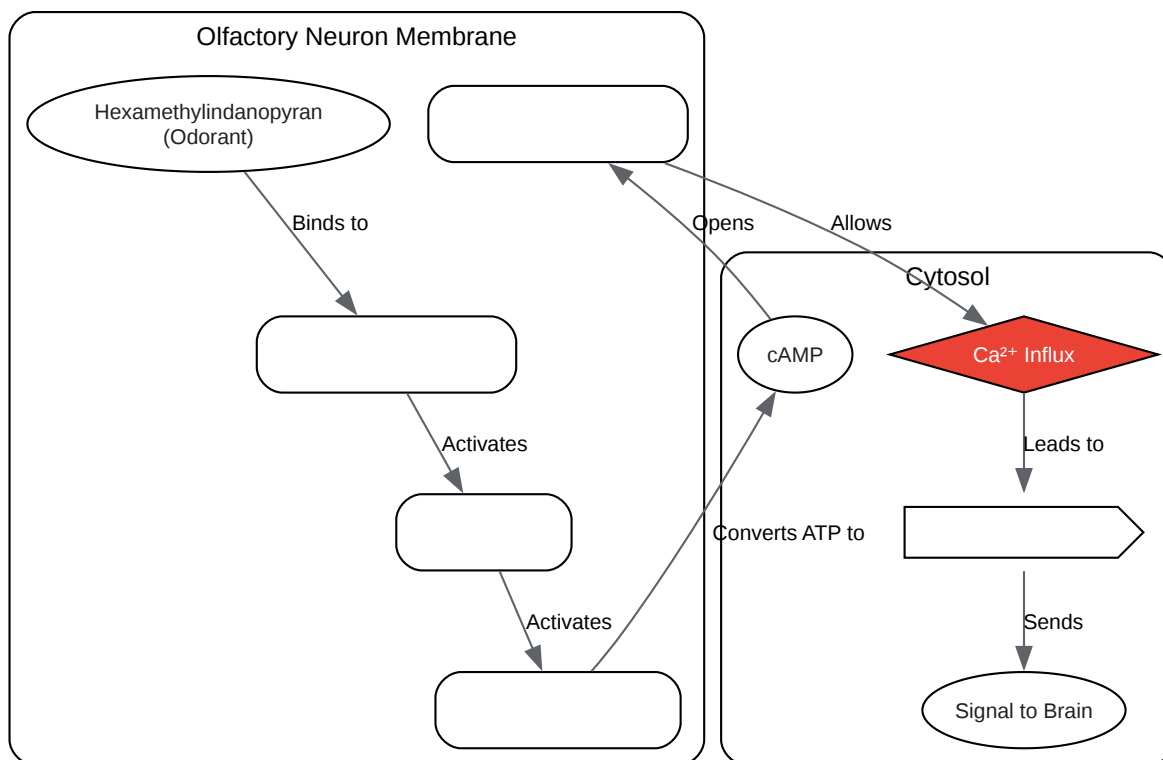 Olfactory Neuron Membrane
Hexamethylindanopyran
(Odorant)
Binds to
Opens
Allows
Cytosol
cAMP
Ca²⁺ Influx
Activates
Leads to
Converts ATP to
Activates
Sends
Signal to Brain